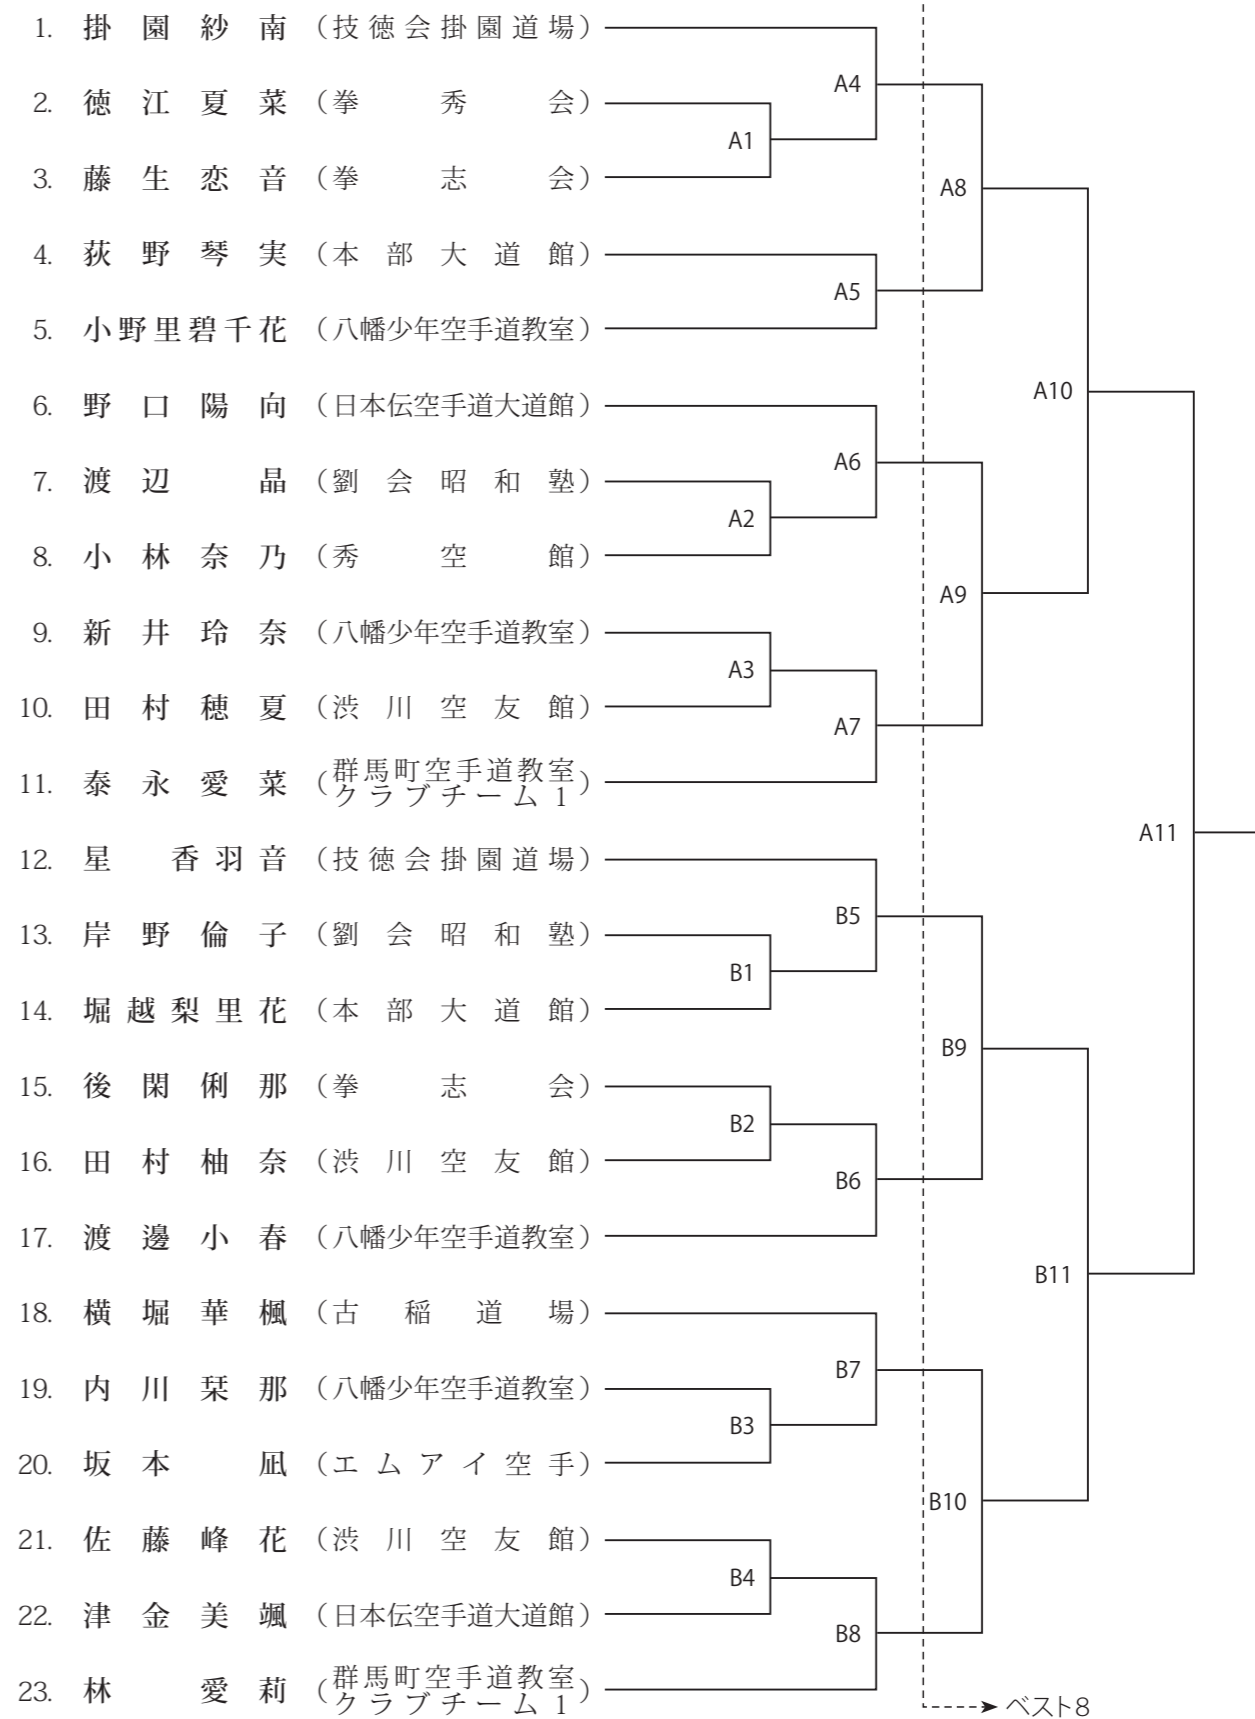 1. 掛園紗南 (技徳会掛園道場)
A4
2. 徳江夏菜 (拳秀会)
A1
3. 藤生恋音 (拳志会)
A8
4. 荻野琴実 (本部大道館)
A5
5. 小野里碧千花 (八幡少年空手道教室)
A10
6. 野口陽向 (日本伝空手道大道館)
A6
7. 渡辺晶 (劉会昭和塾)
A2
8. 小林奈乃 (秀空館)
A9
9. 新井玲奈 (八幡少年空手道教室)
A3
10. 田村穂夏 (渋川空友館)
A7
11. 泰永愛菜 (群馬町空手道教室
クラブチーム1)
A11
12. 星香羽音 (技徳会掛園道場)
B5
13. 岸野倫子 (劉会昭和塾)
B1
14. 堀越梨里花 (本部大道館)
B9
15. 後閑俐那 (拳志会)
B2
16. 田村柚奈 (渋川空友館)
B6
17. 渡邊小春 (八幡少年空手道教室)
B11
18. 横堀華楓 (古稲道場)
B7
19. 内川栞那 (八幡少年空手道教室)
B3
20. 坂本凪 (エムアイ空手)
B10
21. 佐藤峰花 (渋川空友館)
B4
22. 津金美颯 (日本伝空手道大道館)
B8
23. 林愛莉 (群馬町空手道教室
クラブチーム1)
ベスト8